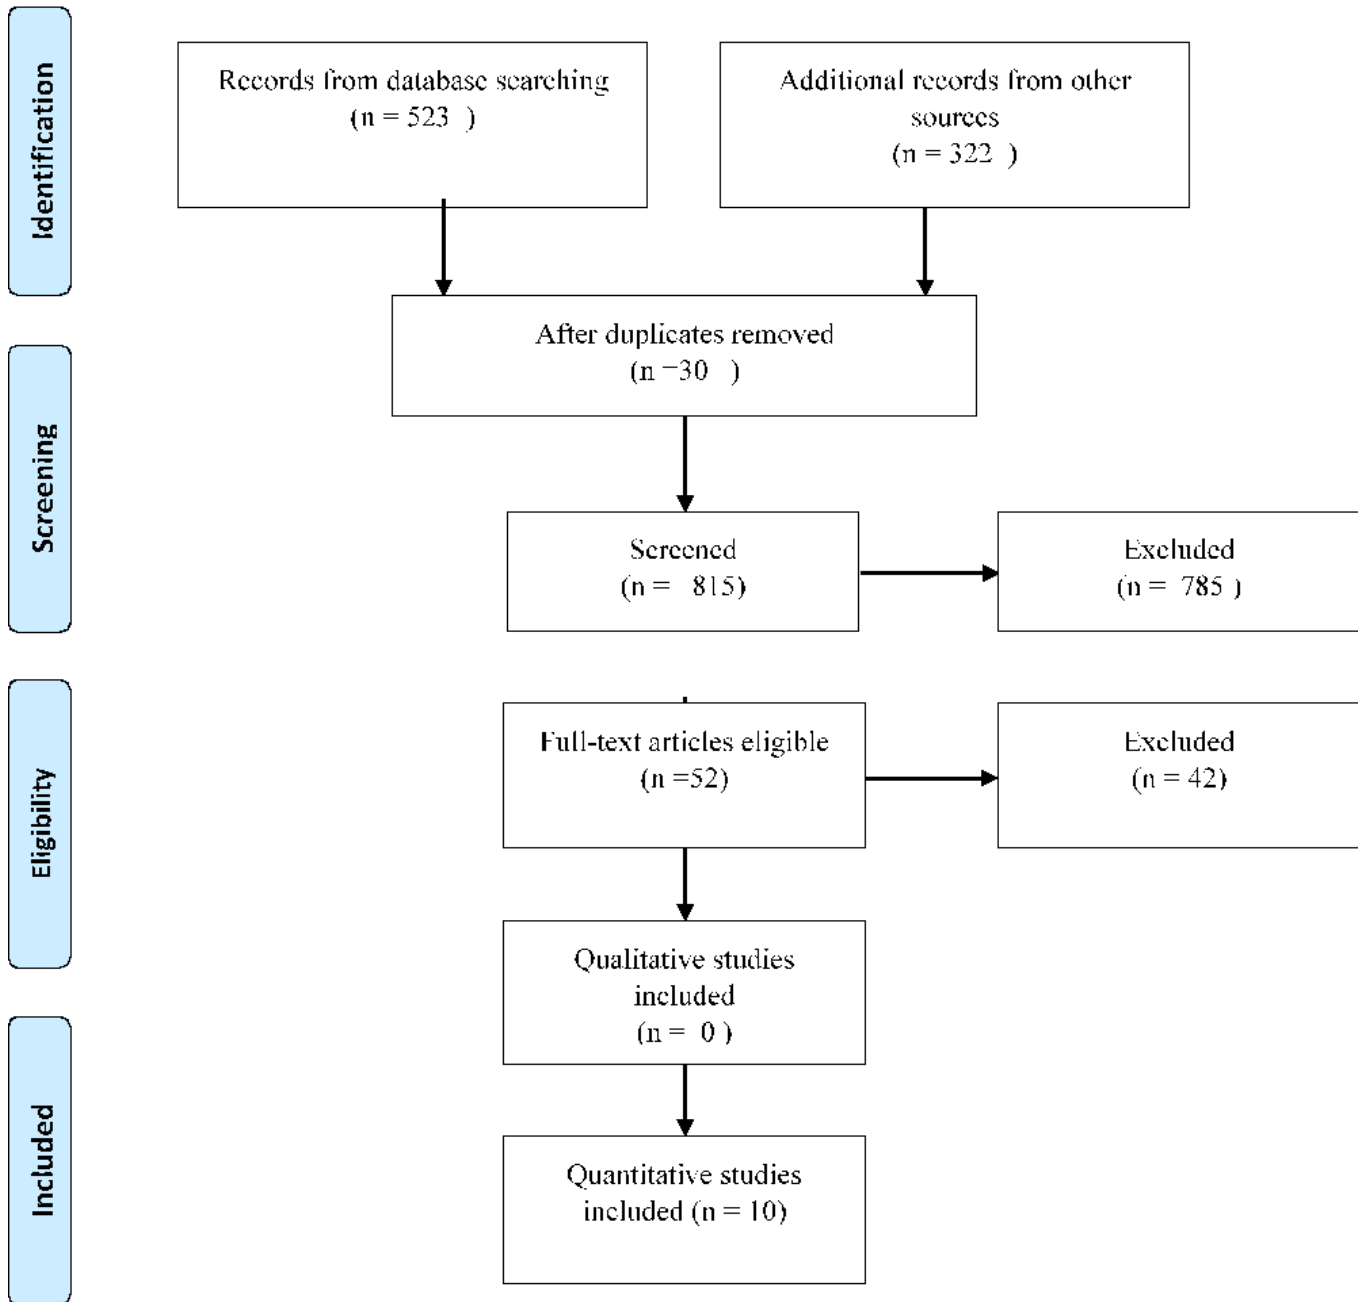 Identification
Records from database searching
(n = 523 )
Additional records from other
sources
(n = 322 )
After duplicates removed
(n =30 )
Screening
Screened
(n = 815)
Excluded
(n = 785 )
Eligibility
Full-text articles eligible
(n =52)
Excluded
(n = 42)
Qualitative studies
included
(n = 0 )
Included
Quantitative studies
included (n = 10)